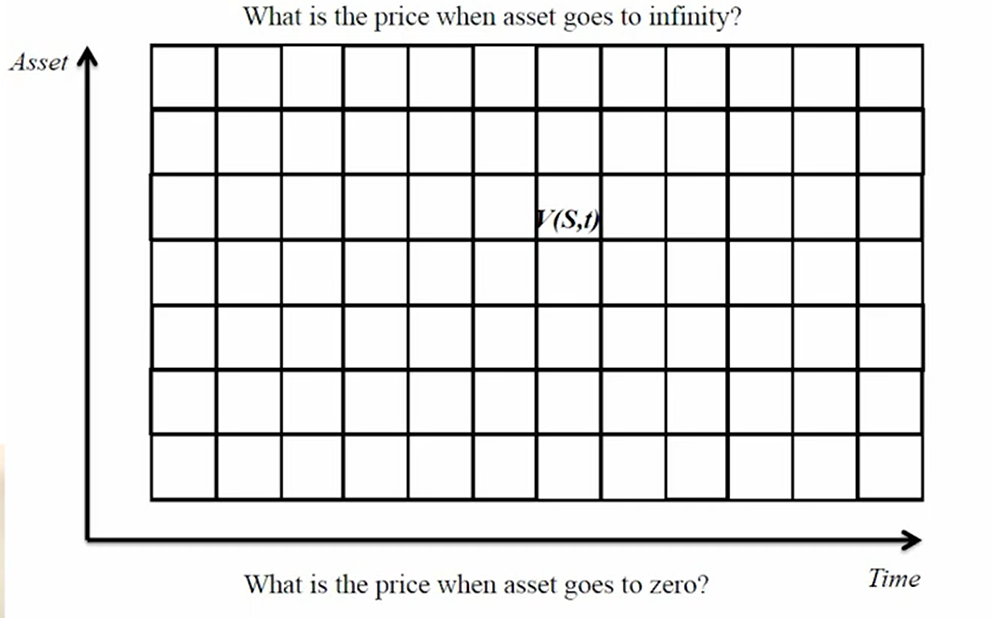 What is the price when asset goes to infinity?
Asset
V(S,t)
Time
What is the price when asset goes to zero?